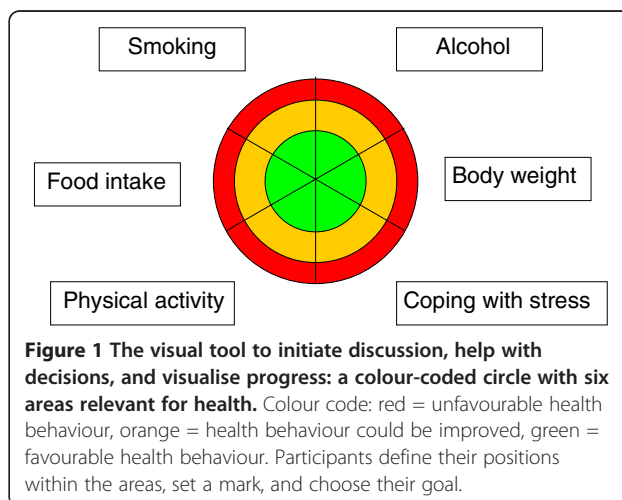 Smoking
Alcohol
Food intake
Body weight
Physical activity
Coping with stress
Figure 1 The visual tool to initiate discussion, help with
decisions, and visualise progress: a colour-coded circle with six
areas relevant for health. Colour code: red = unfavourable health
behaviour, orange = health behaviour could be improved, green =
favourable health behaviour. Participants define their positions
within the areas, set a mark, and choose their goal.